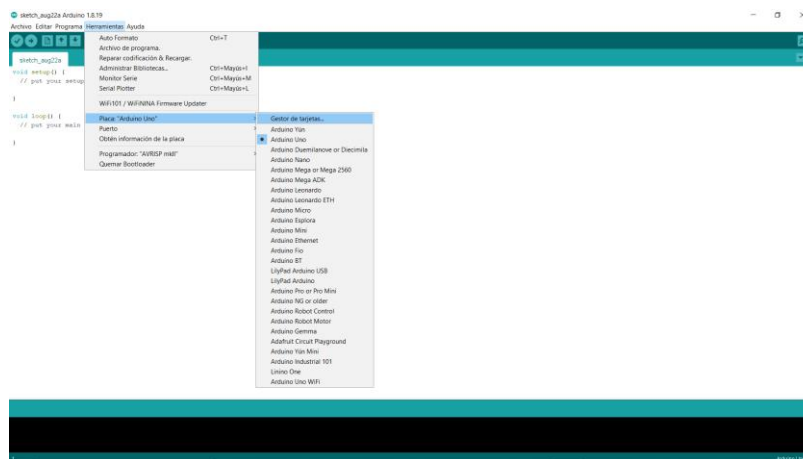 sketch_aug22a Arduino 1.8.19
Archivo Editar Programa Herramientas Ayuda
sketch_aug22a
void setup() {
// put your setup
}
void loop() {
// put your main
}
Auto Formato Ctrl+T
Archivo de programa.
Reparar codificación & Recargar.
Administrar Bibliotecas... Ctrl+Mayús+I
Monitor Serie Ctrl+Mayús+M
Serial Plotter Ctrl+Mayús+L
WiFi101 / WiFiNINA Firmware Updater
Placa: "Arduino Uno"
Puerto
Obtén información de la placa
Programador: "AVRISP mkII"
Quemar Bootloader
Gestor de tarjetas...
Arduino Yún
Arduino Uno
Arduino Duemilanove or Diecimila
Arduino Nano
Arduino Mega or Mega 2560
Arduino Mega ADK
Arduino Leonardo
Arduino Leonardo ETH
Arduino Micro
Arduino Esplora
Arduino Mini
Arduino Ethernet
Arduino Fio
Arduino BT
LilyPad Arduino USB
LilyPad Arduino
Arduino Pro or Pro Mini
Arduino NG or older
Arduino Robot Control
Arduino Robot Motor
Arduino Gemma
Adafruit Circuit Playground
Arduino Yún Mini
Arduino Industrial 101
Linino One
Arduino Uno WiFi